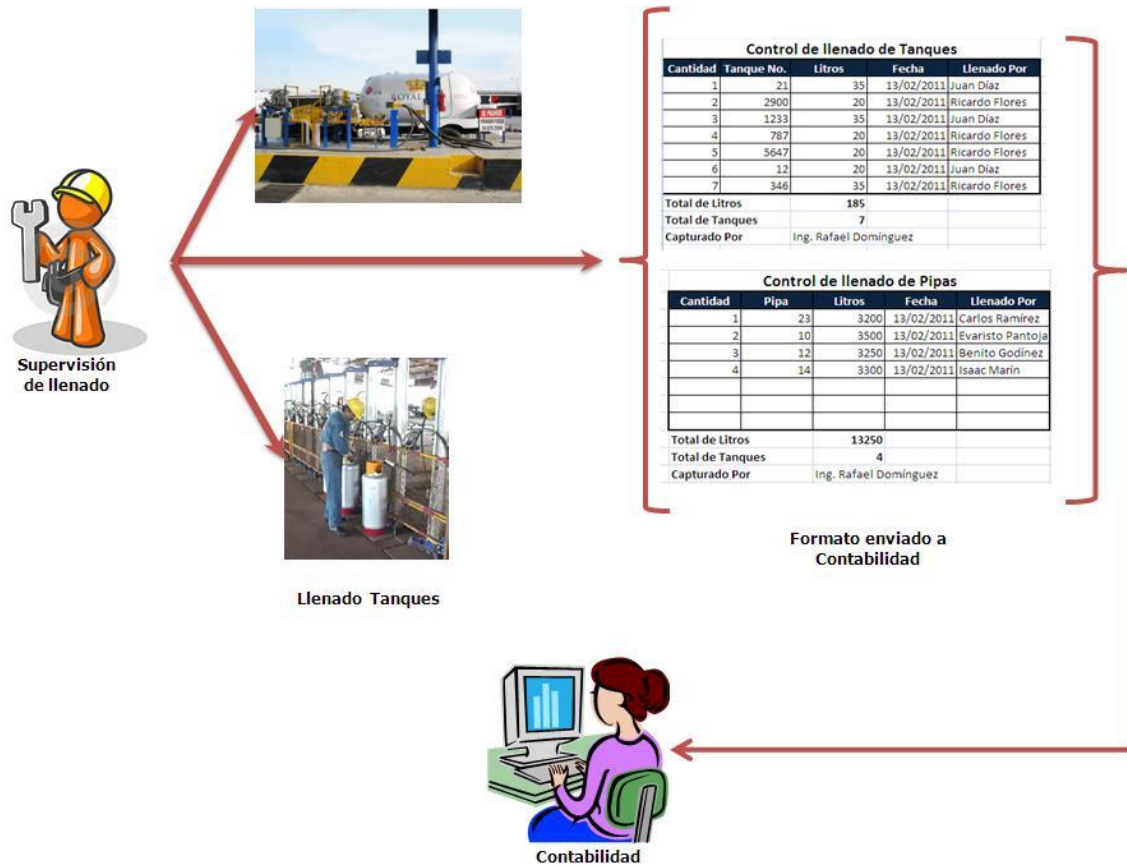 ROYAL
Control de llenado de Tanques
Cantidad Tanque No. Litros Fecha Llenado Por
1 21 35 13/02/2011 Juan Díaz
2 2900 20 13/02/2011 Ricardo Flores
3 1233 35 13/02/2011 Juan Díaz
4 787 20 13/02/2011 Ricardo Flores
5 5647 20 13/02/2011 Ricardo Flores
6 12 20 13/02/2011 Juan Díaz
7 346 35 13/02/2011 Ricardo Flores
Total de Litros 185
Total de Tanques 7
Capturado Por Ing. Rafael Domínguez
Control de llenado de Pipas
Cantidad Pipa Litros Fecha Llenado Por
1 23 3200 13/02/2011 Carlos Ramírez
2 10 3500 13/02/2011 Evaristo Pantoja
3 12 3250 13/02/2011 Benito Godínez
4 14 3300 13/02/2011 Isaac Marín
Total de Litros 13250
Total de Tanques 4
Capturado Por Ing. Rafael Domínguez
Supervisión
de llenado
Formato enviado a
Contabilidad
Llenado Tanques
Contabilidad